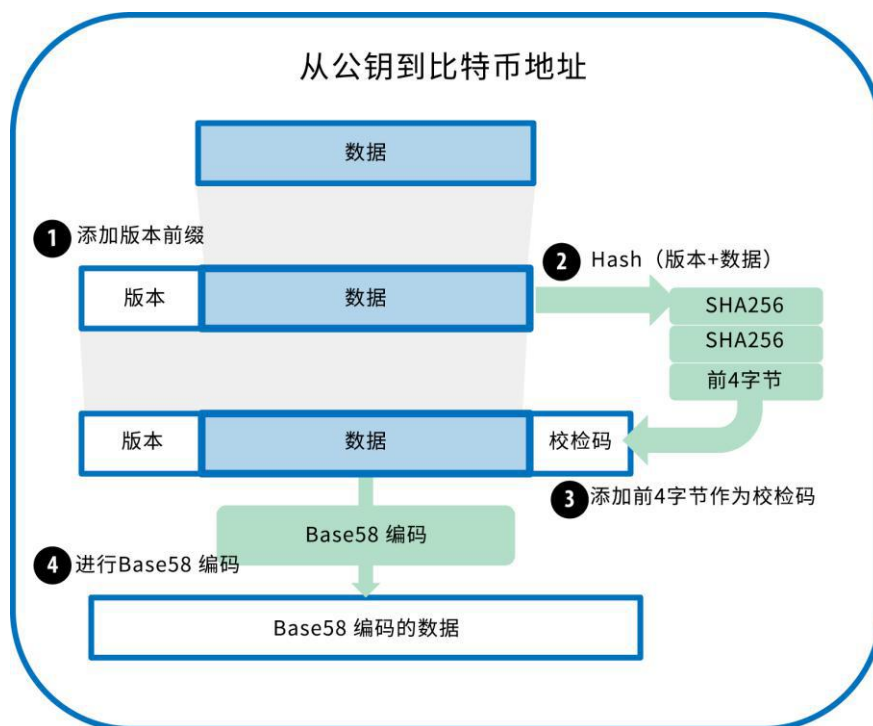 从公钥到比特币地址
数据
1 添加版本前缀
2 Hash（版本+数据）
版本 数据
SHA256
SHA256
前4字节
版本 数据 校检码
3 添加前4字节作为校检码
Base58 编码
4 进行Base58 编码
Base58 编码的数据